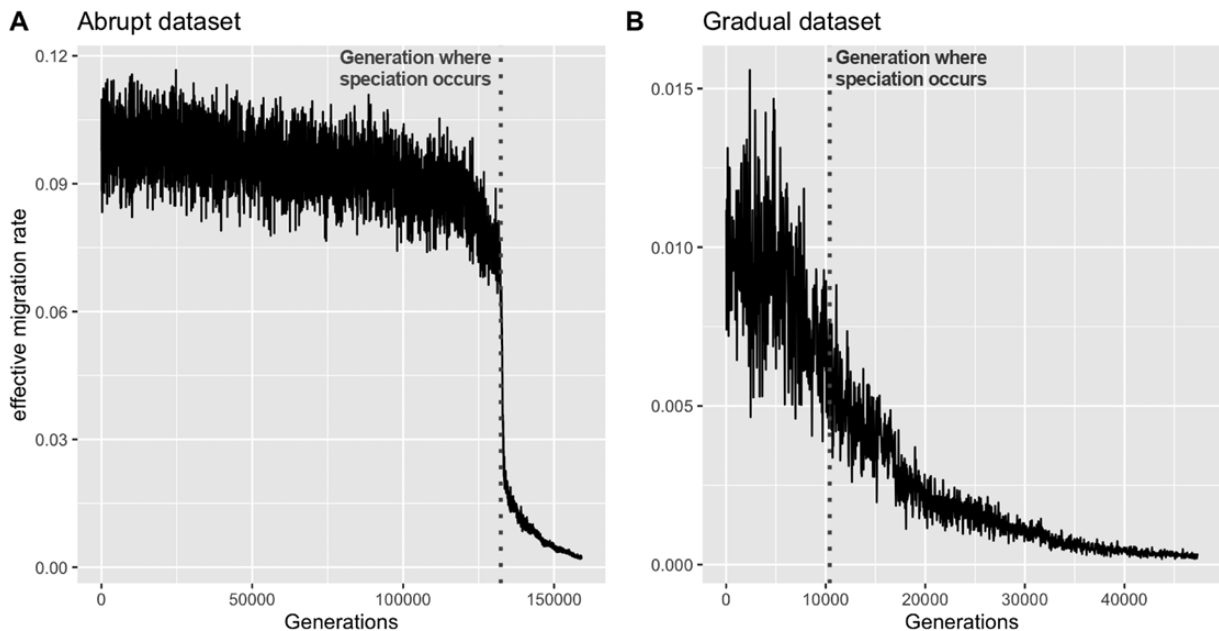 A Abrupt dataset
Generation where
speciation occurs
effective migration rate
0.12
0.09
0.06
0.03
0.00
0 50000 100000 150000
Generations
B Gradual dataset
Generation where
speciation occurs
0.015
0.010
0.005
0.000
0 10000 20000 30000 40000
Generations